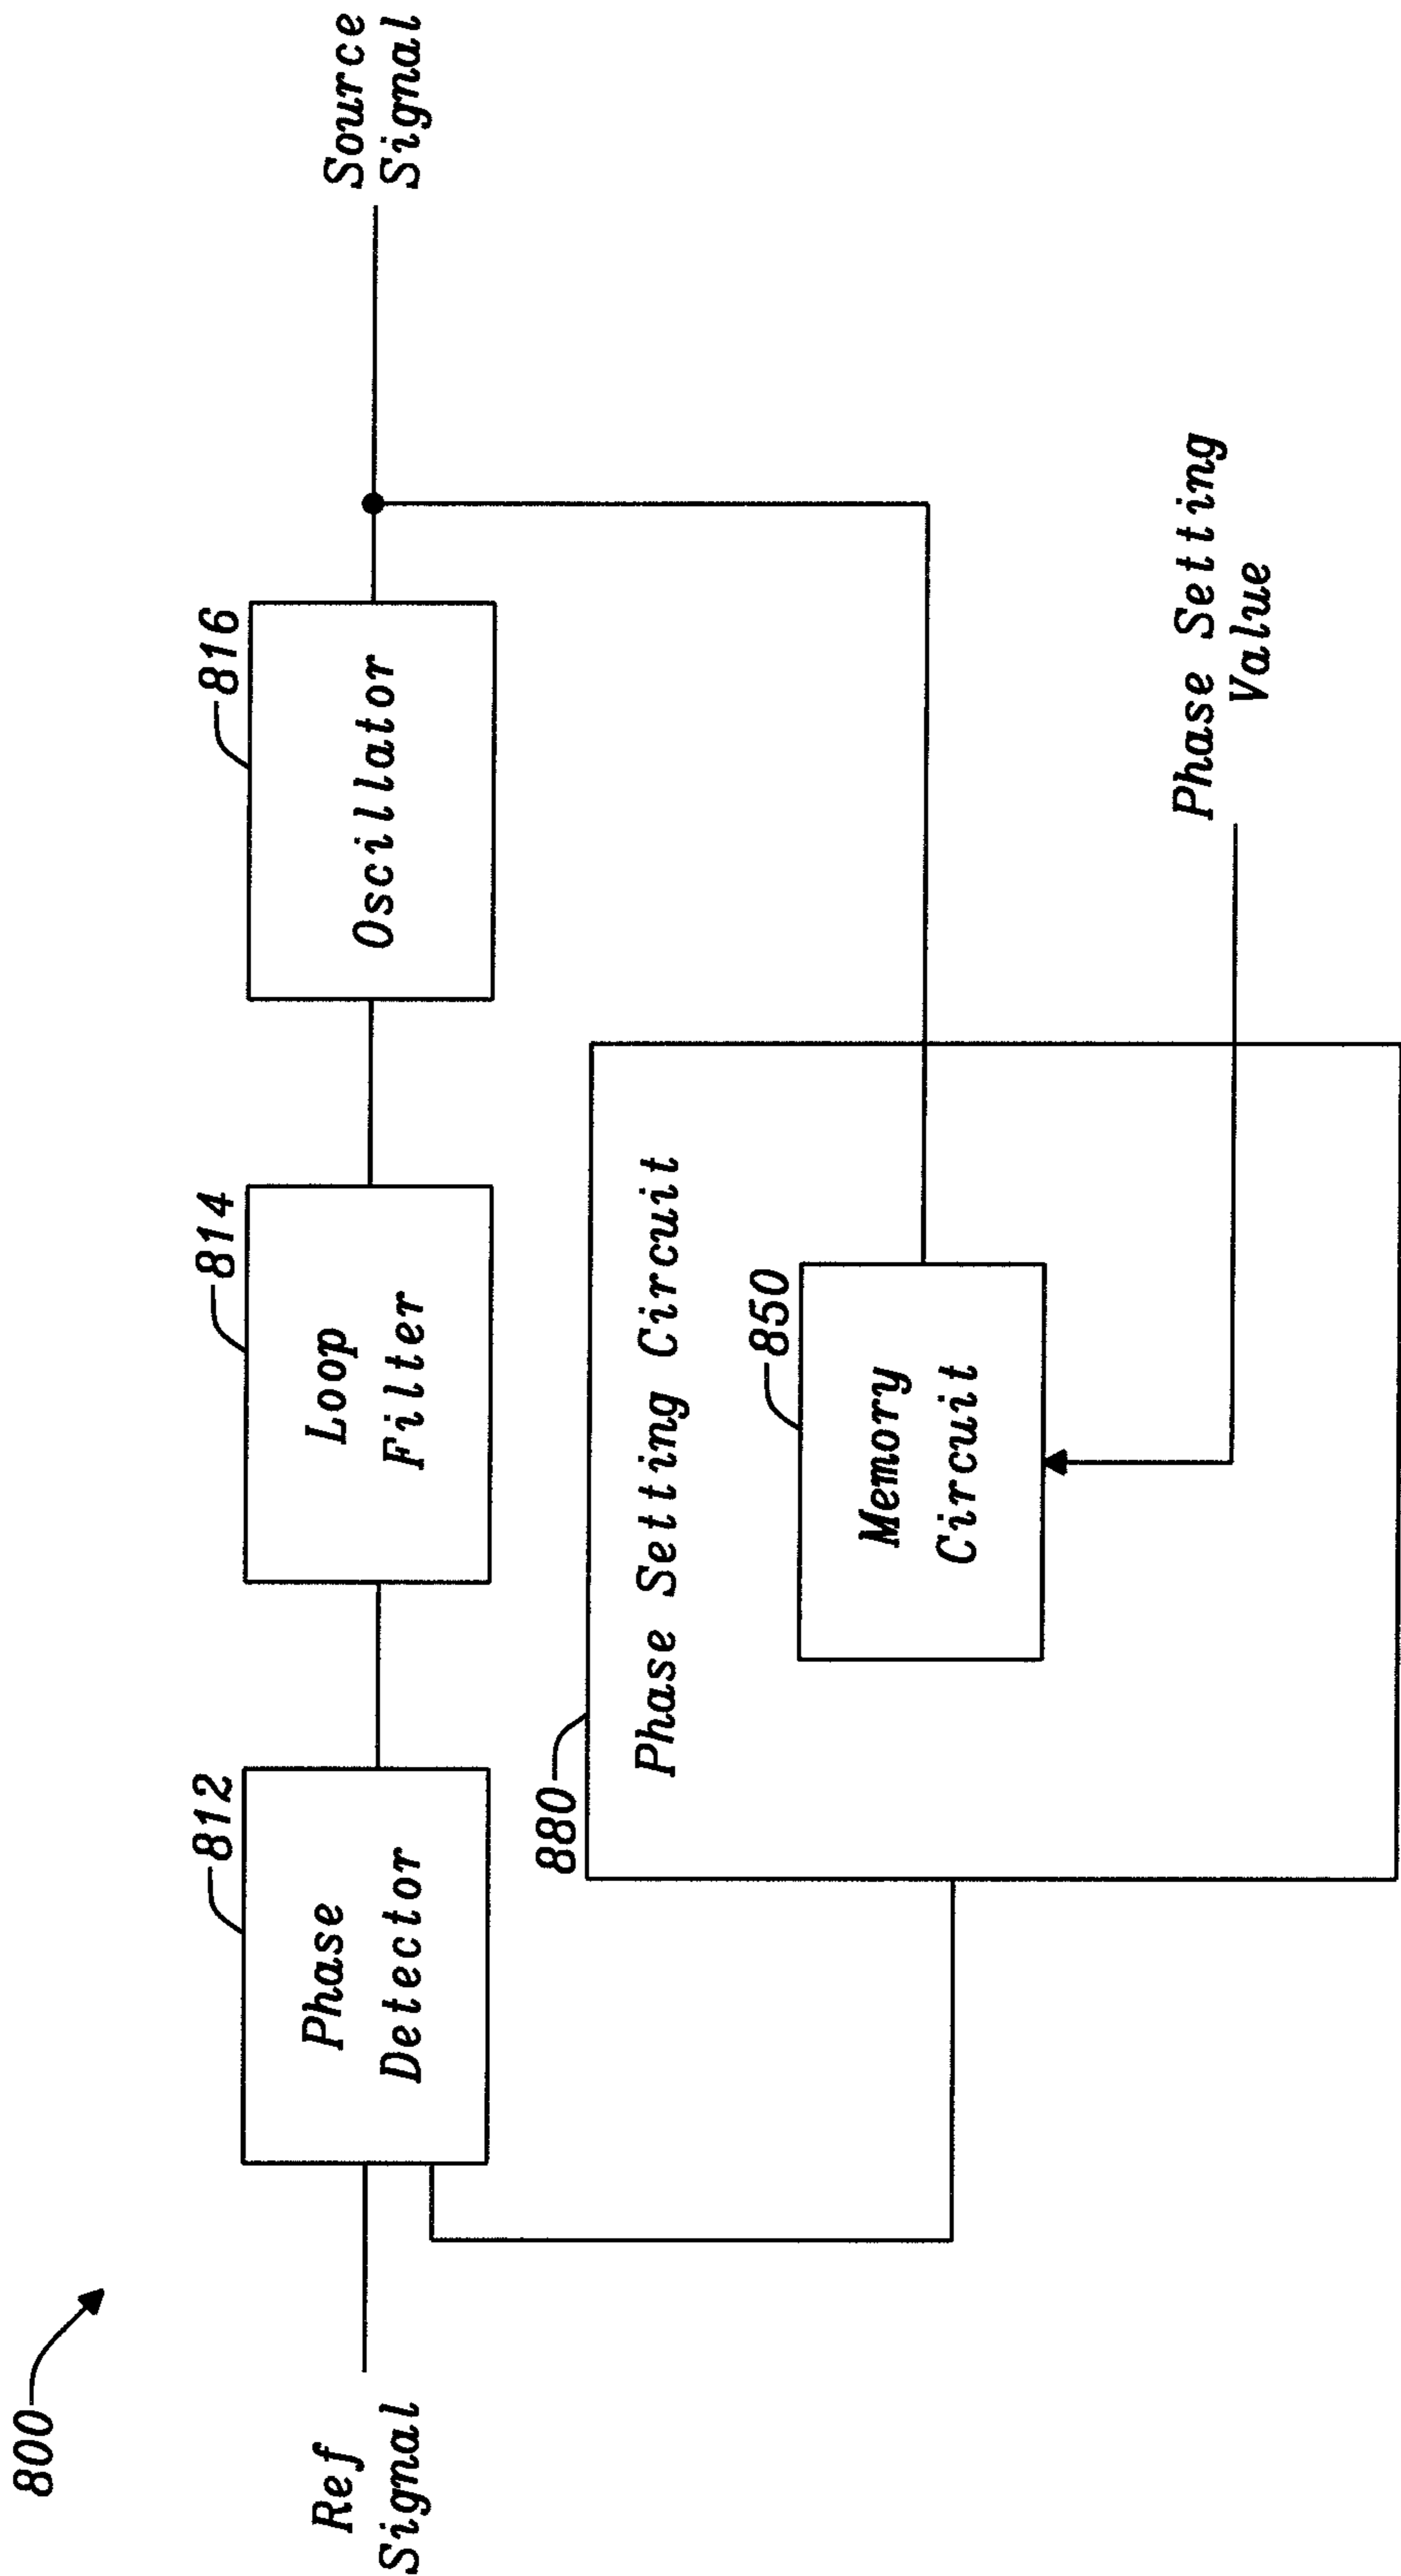 800
Ref
Signal
812
Phase
Detector
814
Loop
Filter
816
Oscillator
Source
Signal
880
Phase Setting Circuit
850
Memory
Circuit
Phase Setting
Value